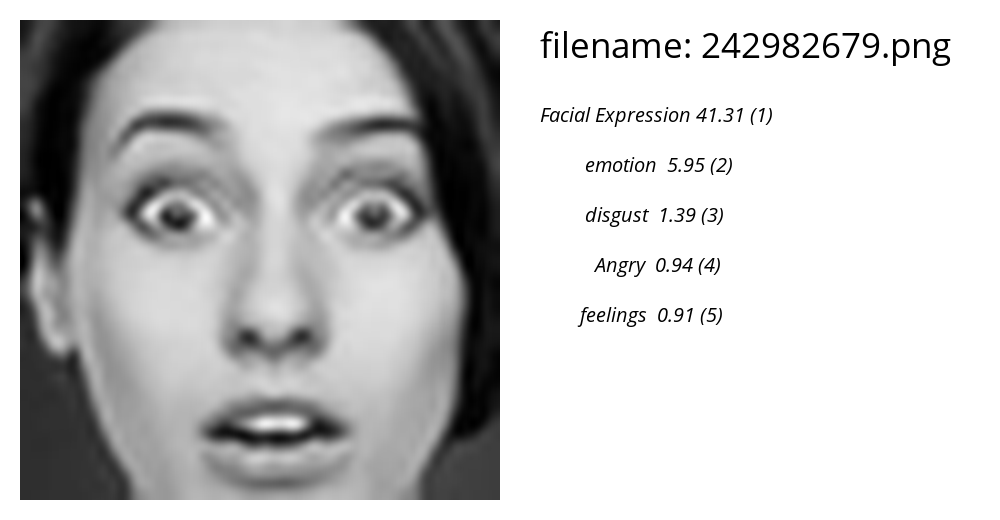 filename: 242982679.png
Facial Expression 41.31 (1)
emotion 5.95 (2)
disgust 1.39 (3)
Angry 0.94 (4)
feelings 0.91 (5)